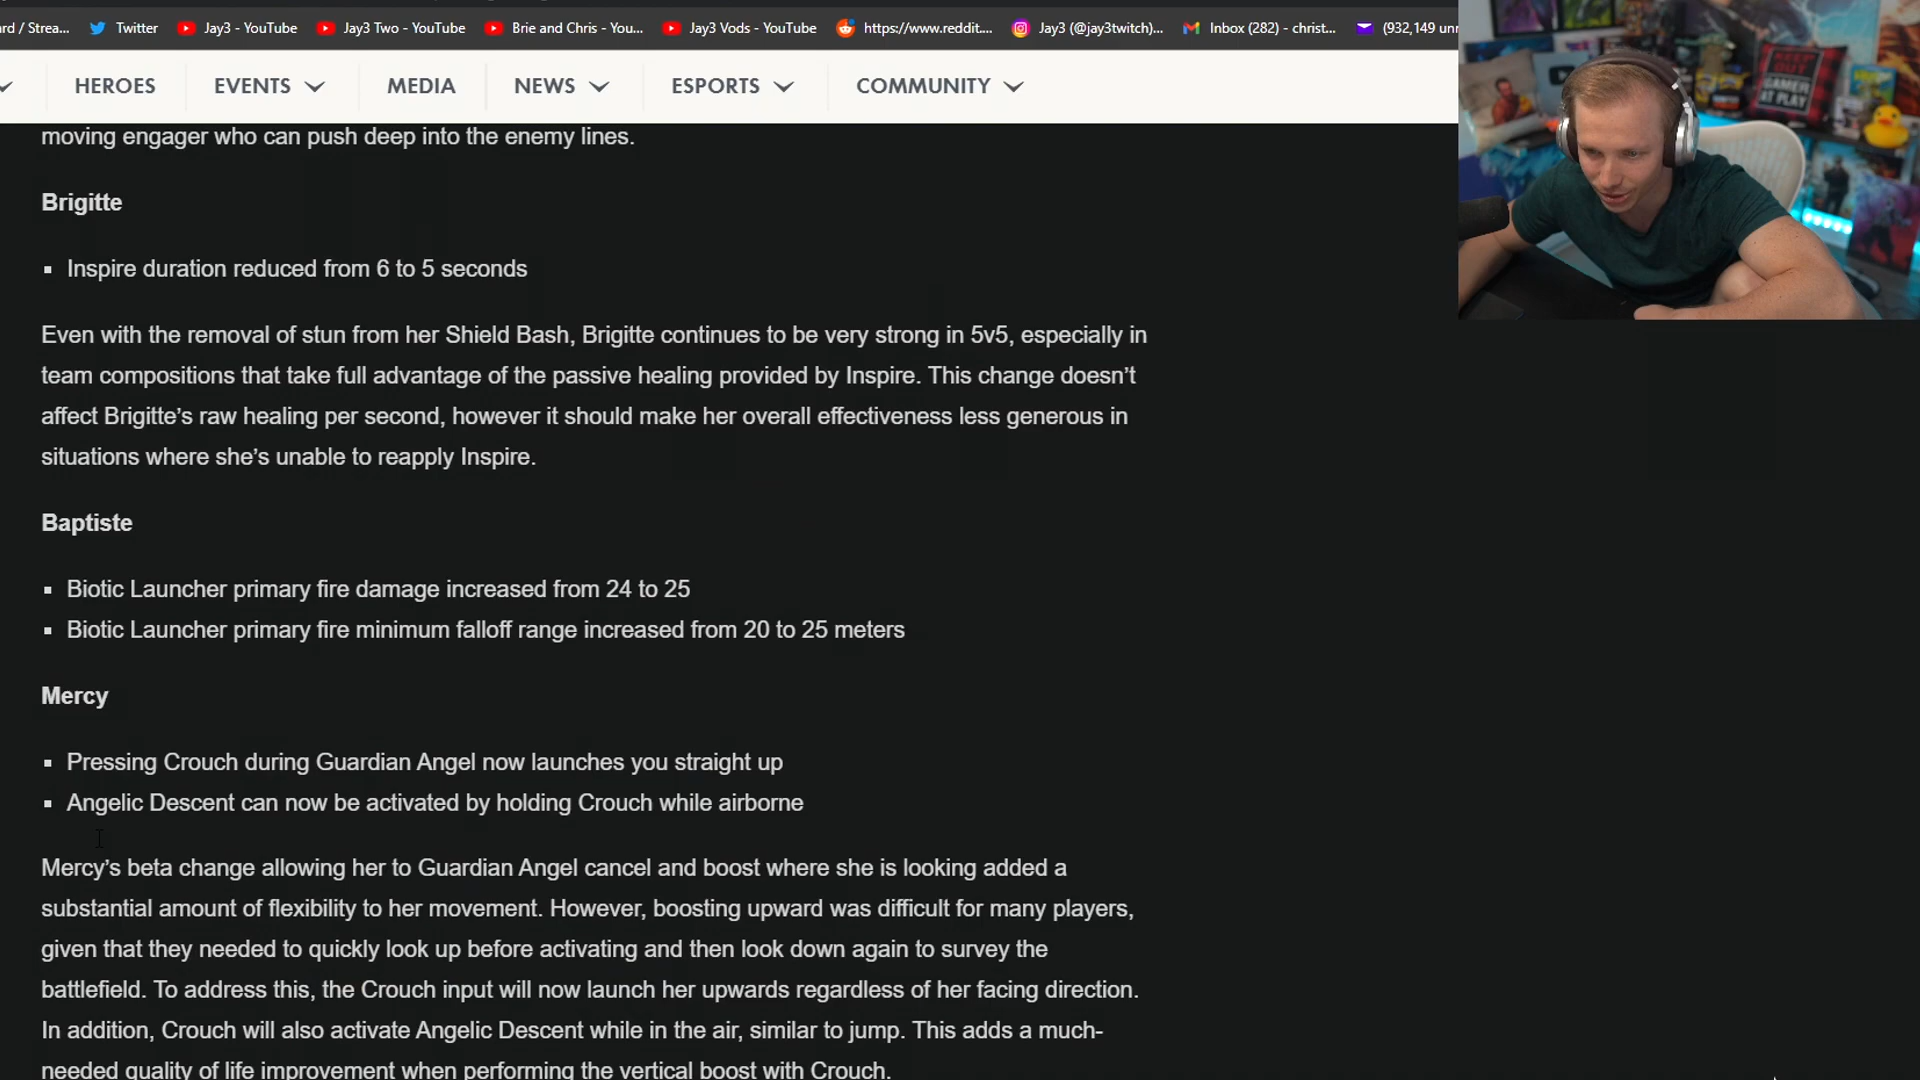 rd / Strea... Twitter Jay3 - YouTube Jay3 Two - YouTube Brie and Chris - You... Jay3 Vods - YouTube https://www.reddit.... Jay3 (@jay3twitch)... Inbox (282) - christ... (932,149 unr
HEROES EVENTS MEDIA NEWS ESPORTS COMMUNITY
KEEP OUT GAMER AT PLAY
moving engager who can push deep into the enemy lines.
Brigitte
▪ Inspire duration reduced from 6 to 5 seconds
Even with the removal of stun from her Shield Bash, Brigitte continues to be very strong in 5v5, especially in
team compositions that take full advantage of the passive healing provided by Inspire. This change doesn’t
affect Brigitte’s raw healing per second, however it should make her overall effectiveness less generous in
situations where she’s unable to reapply Inspire.
Baptiste
▪ Biotic Launcher primary fire damage increased from 24 to 25
▪ Biotic Launcher primary fire minimum falloff range increased from 20 to 25 meters
Mercy
▪ Pressing Crouch during Guardian Angel now launches you straight up
▪ Angelic Descent can now be activated by holding Crouch while airborne
Mercy’s beta change allowing her to Guardian Angel cancel and boost where she is looking added a
substantial amount of flexibility to her movement. However, boosting upward was difficult for many players,
given that they needed to quickly look up before activating and then look down again to survey the
battlefield. To address this, the Crouch input will now launch her upwards regardless of her facing direction.
In addition, Crouch will also activate Angelic Descent while in the air, similar to jump. This adds a much-
needed quality of life improvement when performing the vertical boost with Crouch.